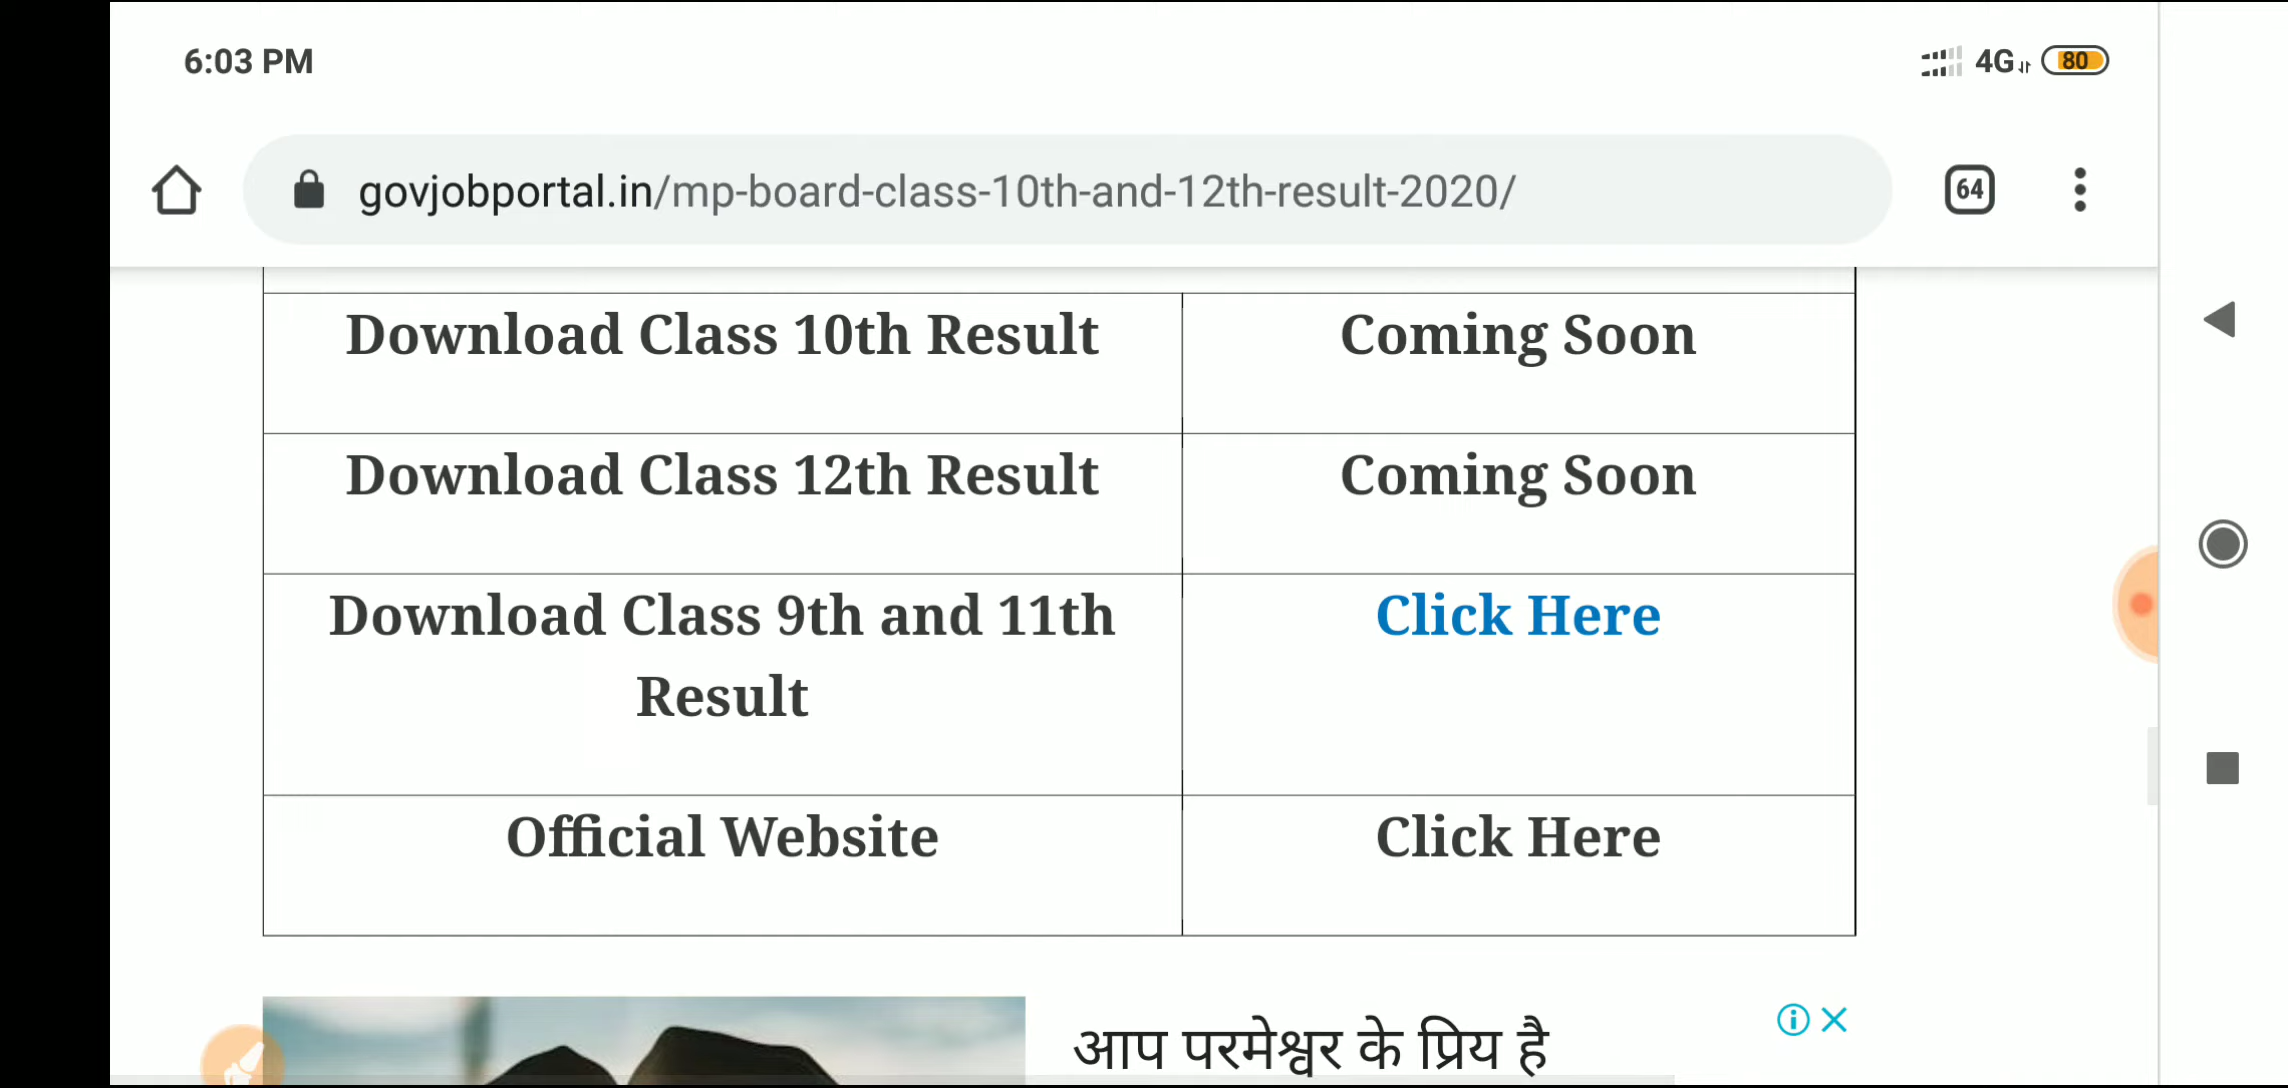 6:03 PM
4G 80
govjobportal.in/mp-board-class-10th-and-12th-result-2020/
64
Download Class 10th Result Coming Soon
Download Class 12th Result Coming Soon
Download Class 9th and 11th Click Here
Result
Official Website Click Here
आप परमेश्वर के प्रिय है